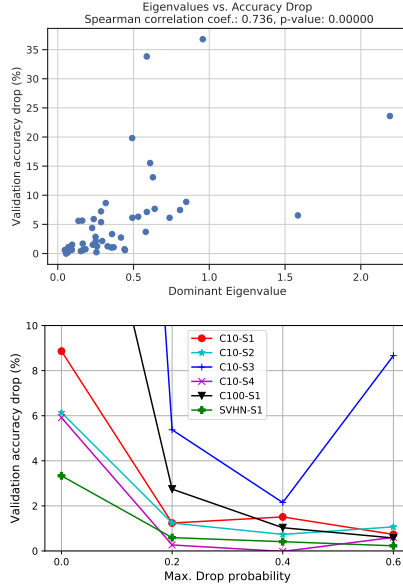 Eigenvalues vs. Accuracy Drop
Spearman correlation coef.: 0.736, p-value: 0.00000
35
30
25
20
15
10
5
0
Validation accuracy drop (%)
0.0 0.5 1.0 1.5 2.0
Dominant Eigenvalue
10
8
6
4
2
0
Validation accuracy drop (%)
C10-S1
C10-S2
C10-S3
C10-S4
C100-S1
SVHN-S1
0.0 0.2 0.4 0.6
Max. Drop probability